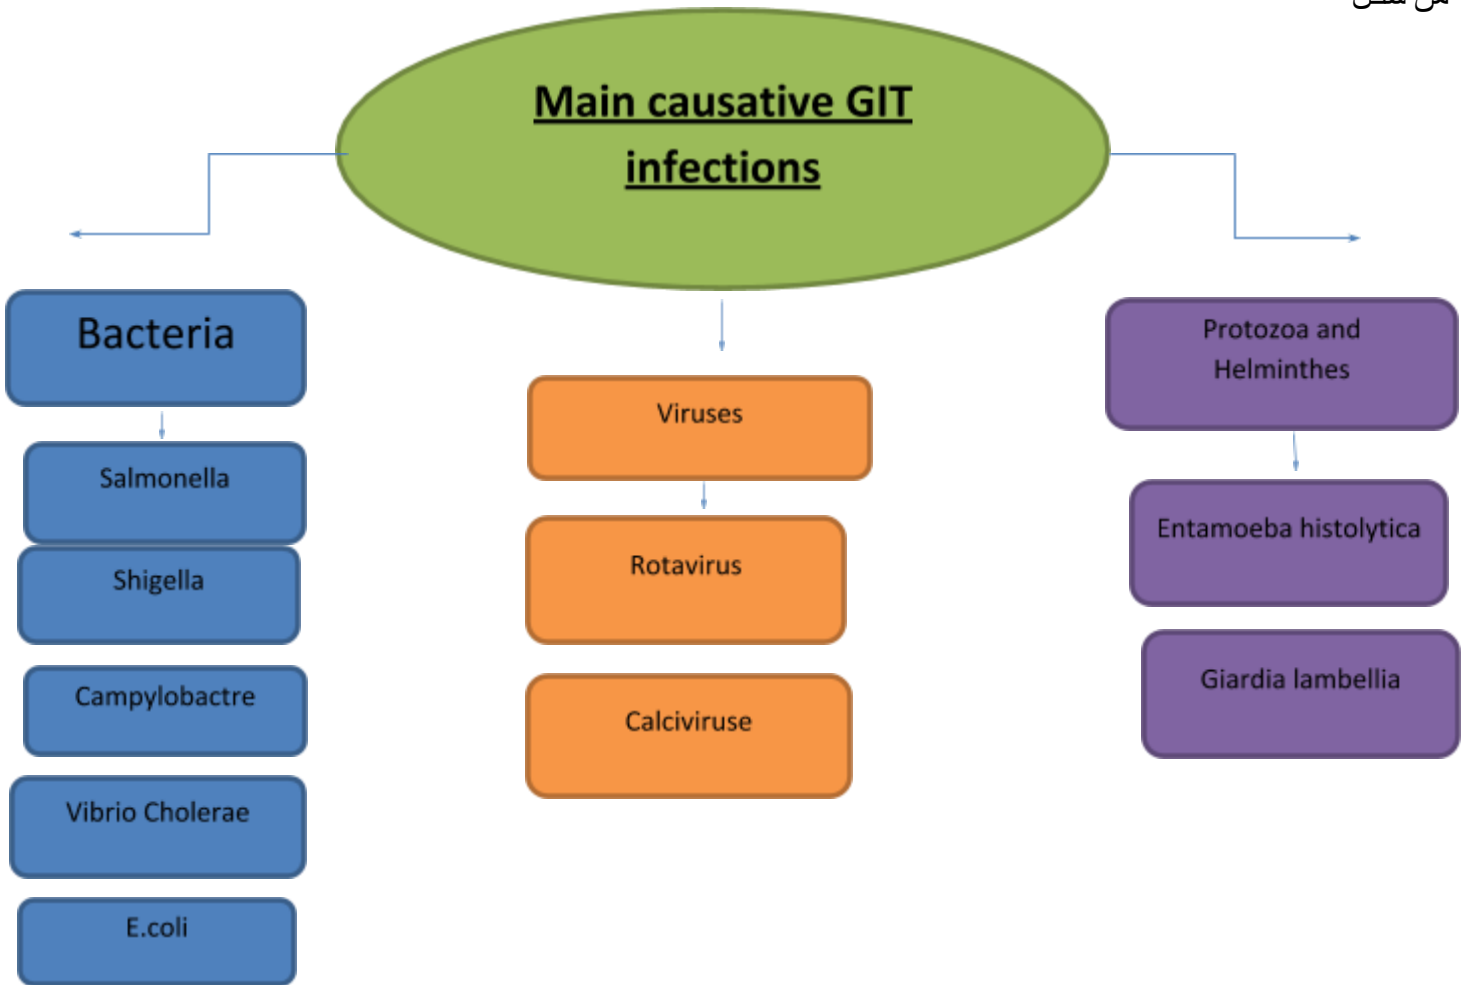 Main causative GIT
infections
Bacteria
Salmonella
Shigella
Campylobactre
Vibrio Cholerae
E.coli
Viruses
Rotavirus
Calciviruse
Protozoa and
Helminthes
Entamoeba histolytica
Giardia lambellia